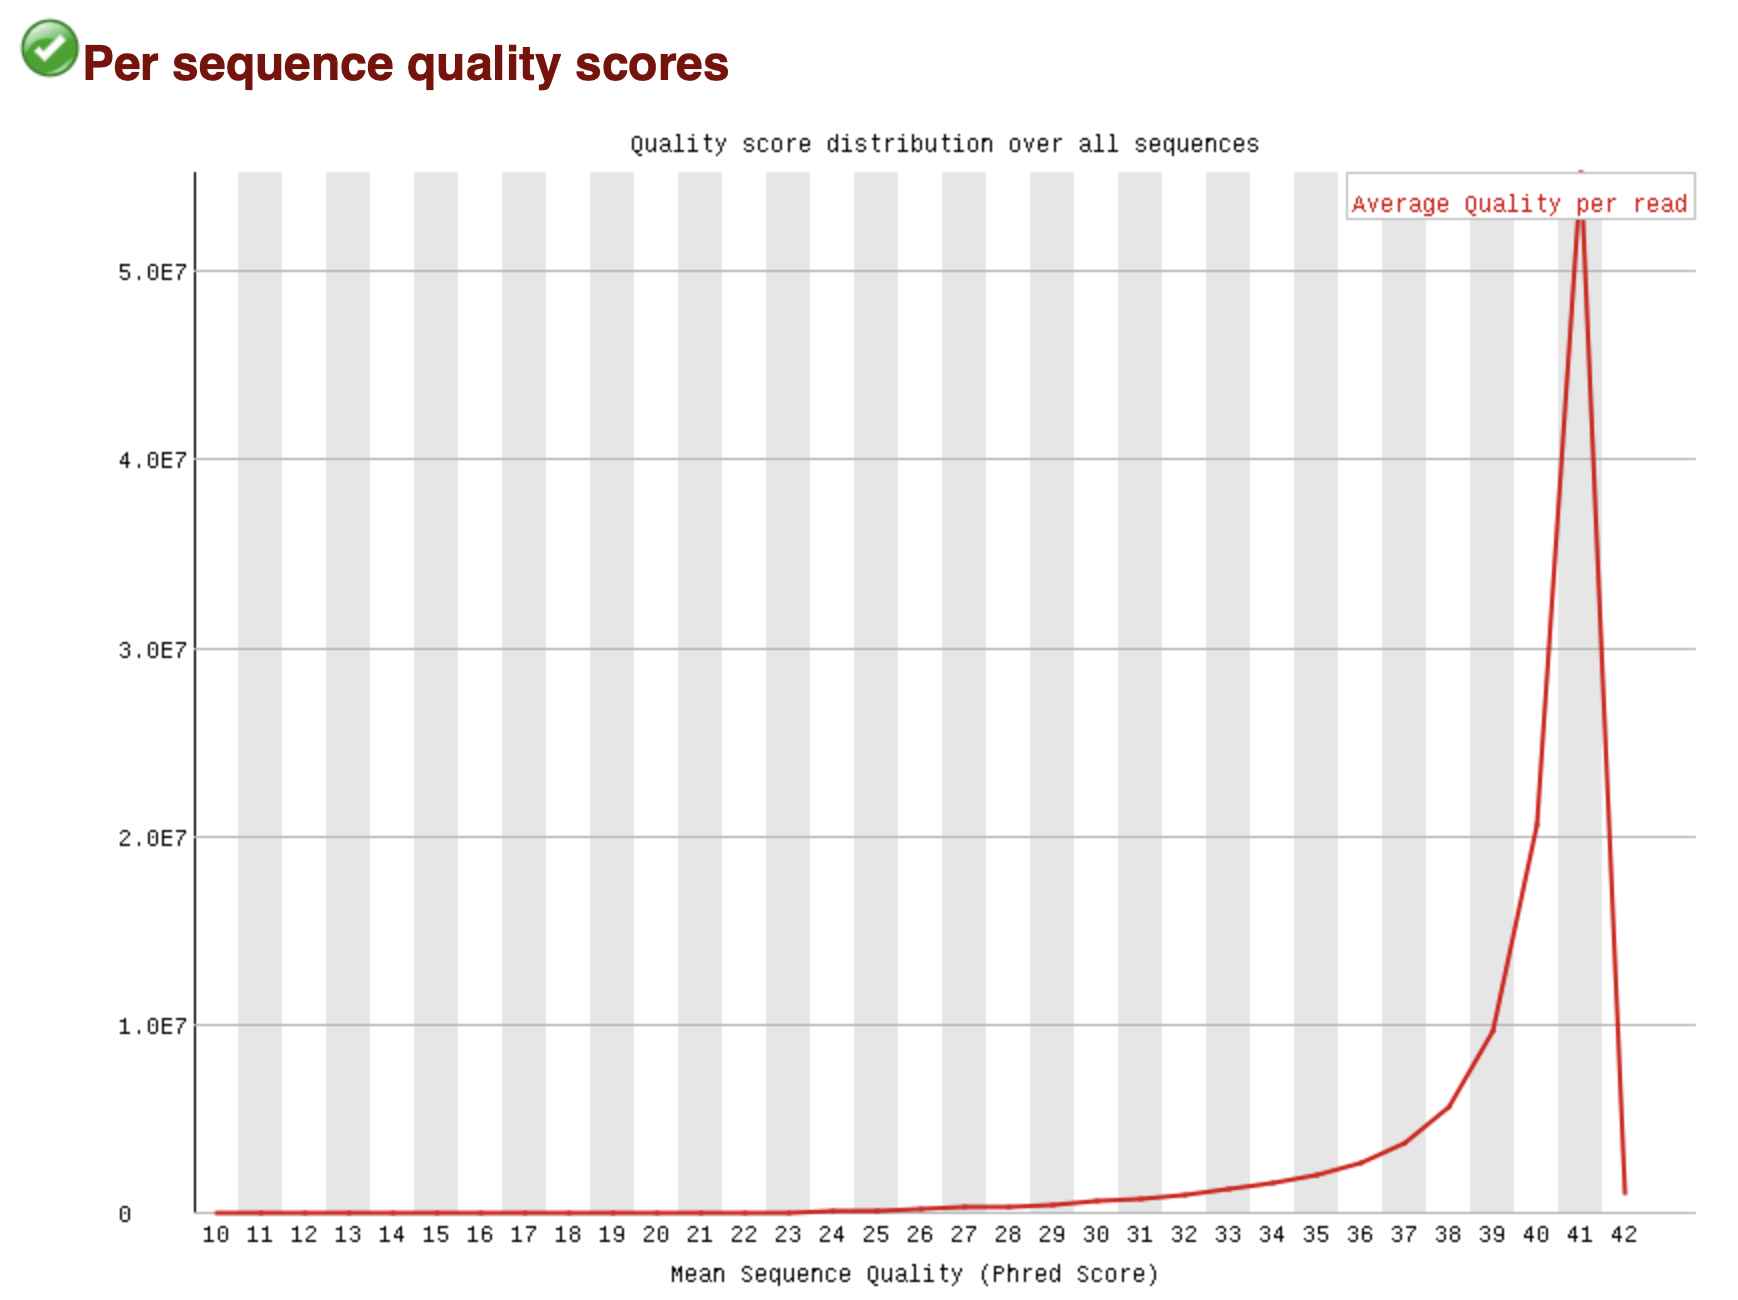 Per sequence quality scores
Quality score distribution over all sequences
Average Quality per read
5.0E7
4.0E7
3.0E7
2.0E7
1.0E7
0
10 11 12 13 14 15 16 17 18 19 20 21 22 23 24 25 26 27 28 29 30 31 32 33 34 35 36 37 38 39 40 41 42
Mean Sequence Quality (Phred Score)